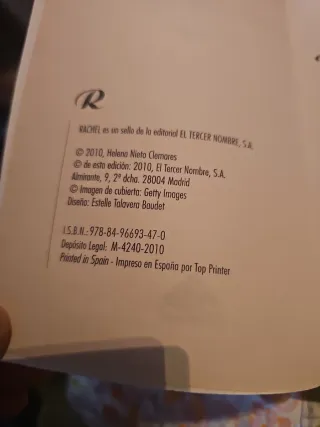 R
RACHEL es un sello de la editorial EL TERCER NOMBRE, S.A.
© 2010, Helena Nieto Clemares
© de esta edición: 2010, El Tercer Nombre, S.A.
Almirante, 9, 2º dcha. 28004 Madrid
© Imagen de cubierta: Getty Images
Diseño: Estelle Talavera Baudet
I.S.B.N.: 978-84-96693-47-0
Depósito Legal: M-4240-2010
Printed in Spain - Impreso en España por Top Printer